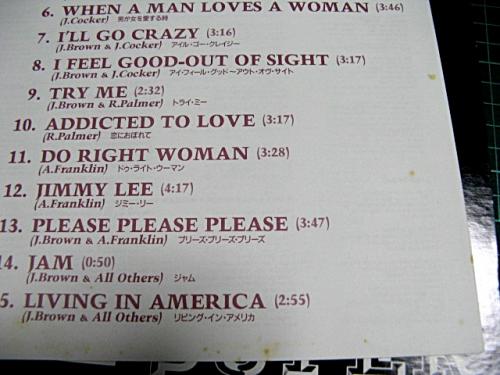 6. WHEN A MAN LOVES A WOMAN (3:46)
(J.Cocker) 男が女を愛する時
7. I'LL GO CRAZY (3:16)
(J.Brown & J.Cocker) アイル・ゴー・クレイジー
8. I FEEL GOOD-OUT OF SIGHT (3:17)
(J.Brown & J.Cocker) アイ・フィール・グッド〜アウト・オヴ・サイト
9. TRY ME (2:32)
(J.Brown & R.Palmer) トライ・ミー
10. ADDICTED TO LOVE (3:17)
(R.Palmer) 恋におぼれて
11. DO RIGHT WOMAN (3:28)
(A.Franklin) ドゥ・ライト・ウーマン
12. JIMMY LEE (4:17)
(A.Franklin) ジミー・リー
13. PLEASE PLEASE PLEASE (3:47)
(J.Brown & A.Franklin) プリーズ・プリーズ・プリーズ
14. JAM (0:50)
(J.Brown & All Others) ジャム
5. LIVING IN AMERICA (2:55)
(J.Brown & All Others) リビング・イン・アメリカ